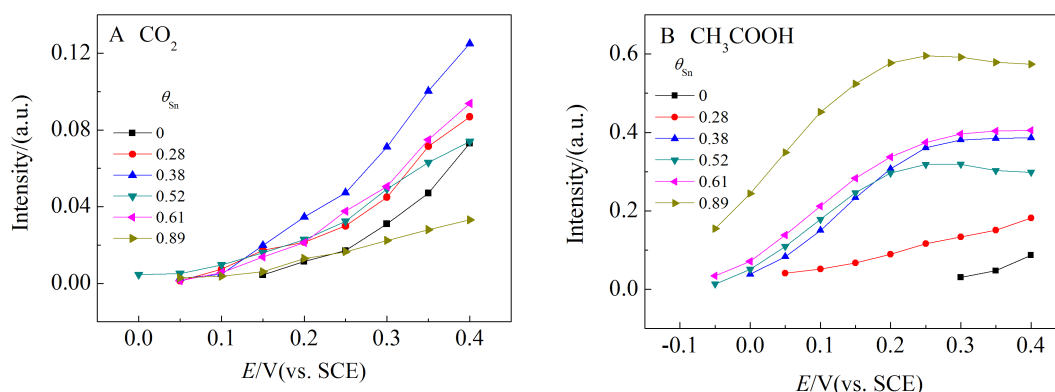 A CO2
θSn
0
0.28
0.38
0.52
0.61
0.89
0.12
0.08
0.04
0.00
Intensity/(a.u.)
0.0 0.1 0.2 0.3 0.4
E/V(vs. SCE)
B CH3COOH
θSn
0
0.28
0.38
0.52
0.61
0.89
0.6
0.4
0.2
0.0
Intensity/(a.u.)
-0.1 0.0 0.1 0.2 0.3 0.4
E/V(vs. SCE)